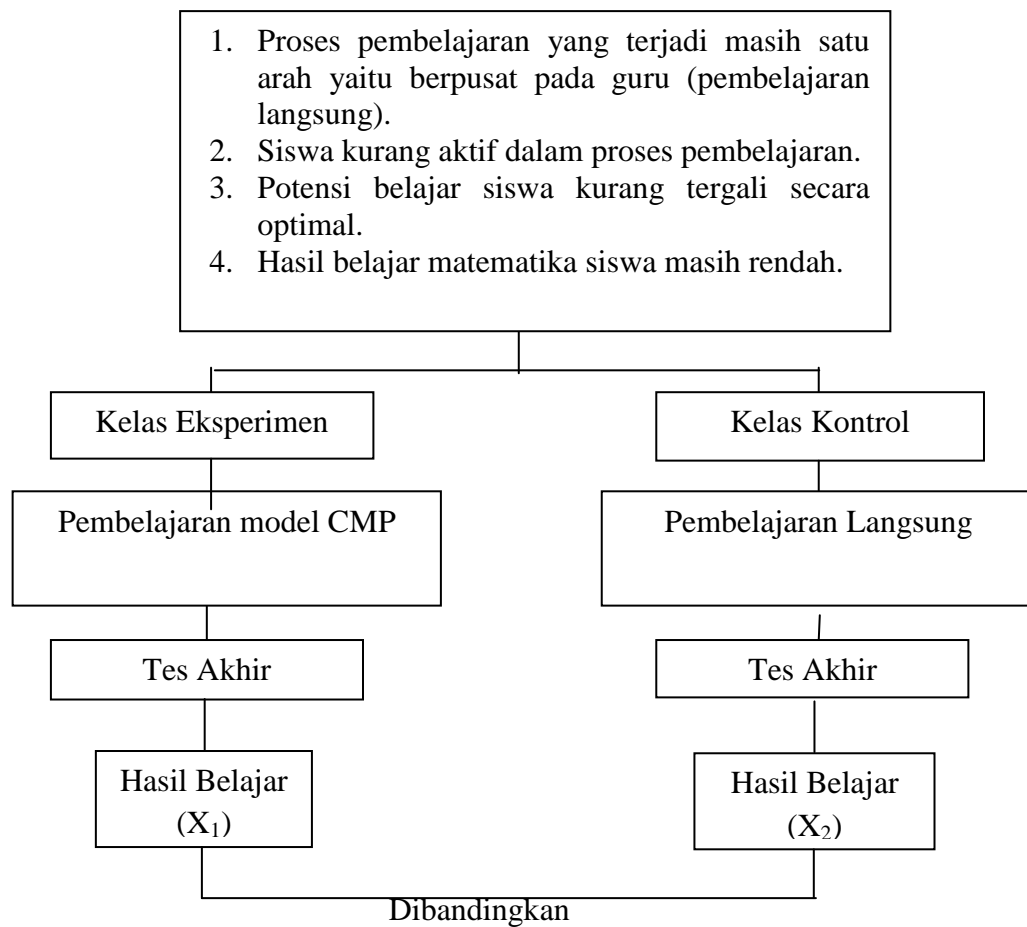 1. Proses pembelajaran yang terjadi masih satu
arah yaitu berpusat pada guru (pembelajaran
langsung).
2. Siswa kurang aktif dalam proses pembelajaran.
3. Potensi belajar siswa kurang tergali secara
optimal.
4. Hasil belajar matematika siswa masih rendah.
Kelas Eksperimen
Kelas Kontrol
Pembelajaran model CMP
Pembelajaran Langsung
Tes Akhir
Tes Akhir
Hasil Belajar
(X₁)
Hasil Belajar
(X₂)
Dibandingkan